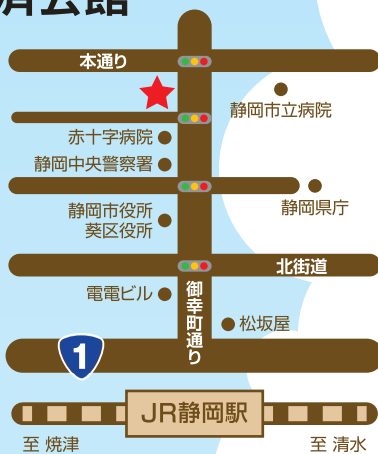 済会館
本通り
静岡市立病院
赤十字病院
静岡中央警察署
静岡市役所
葵区役所
静岡県庁
北街道
電電ビル
御幸町通り
松坂屋
1
JR静岡駅
至 焼津
至 清水